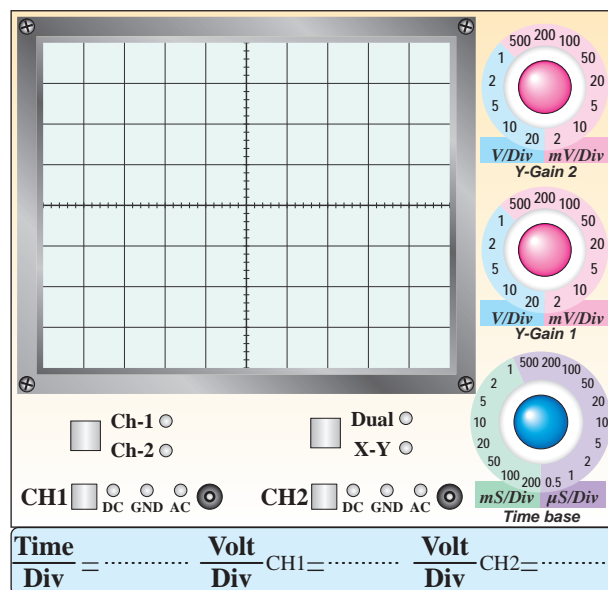 500 200 100
1 50
2 20
5 10
10 20 2
V/Div mV/Div
Y-Gain 2
500 200 100
1 50
2 20
5 10
10 20 2
V/Div mV/Div
Y-Gain 1
1 500 200 100
2 50
5 20
10 10
20 5
50 2
100 200 0.5 1
mS/Div µS/Div
Time base
Ch-1
Ch-2
Dual
X-Y
CH1 DC GND AC
CH2 DC GND AC
Time/Div = ............ Volt/Div CH1= ............ Volt/Div CH2= ............